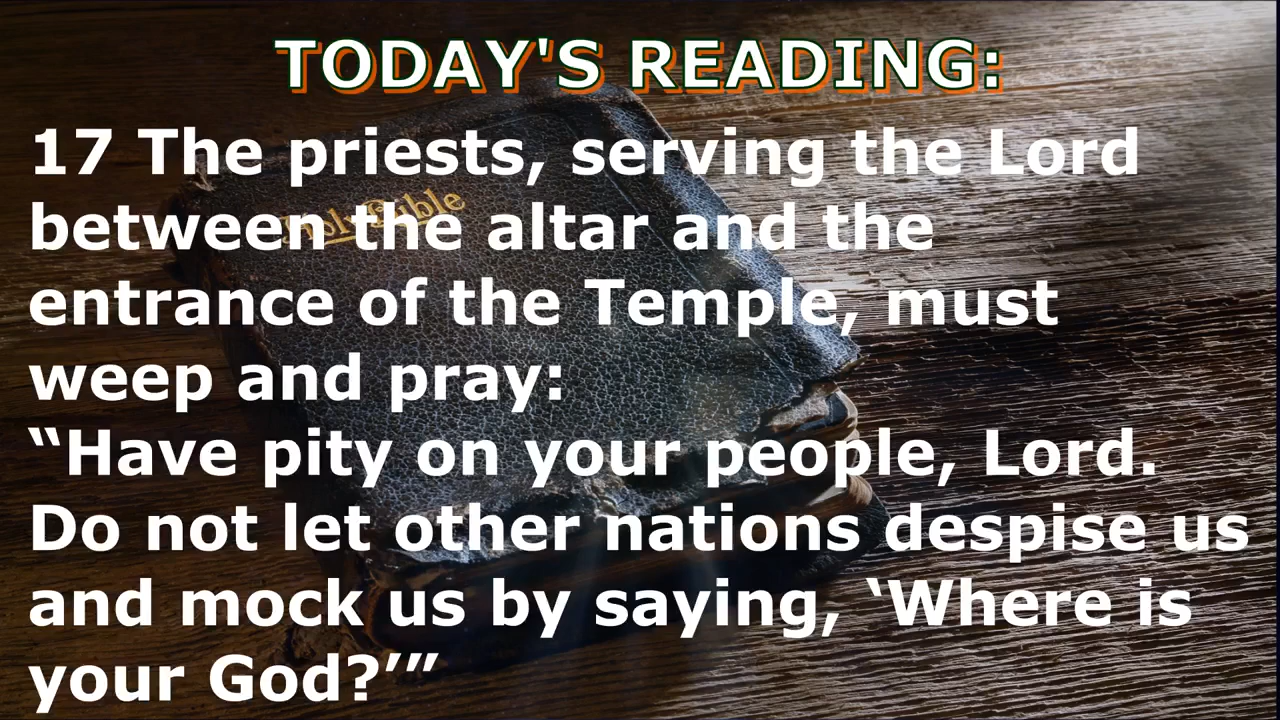 TODAY'S READING:
17 The priests, serving the Lord
between the altar and the
entrance of the Temple, must
weep and pray:
“Have pity on your people, Lord.
Do not let other nations despise us
and mock us by saying, ‘Where is
your God?’”
Holy Bible